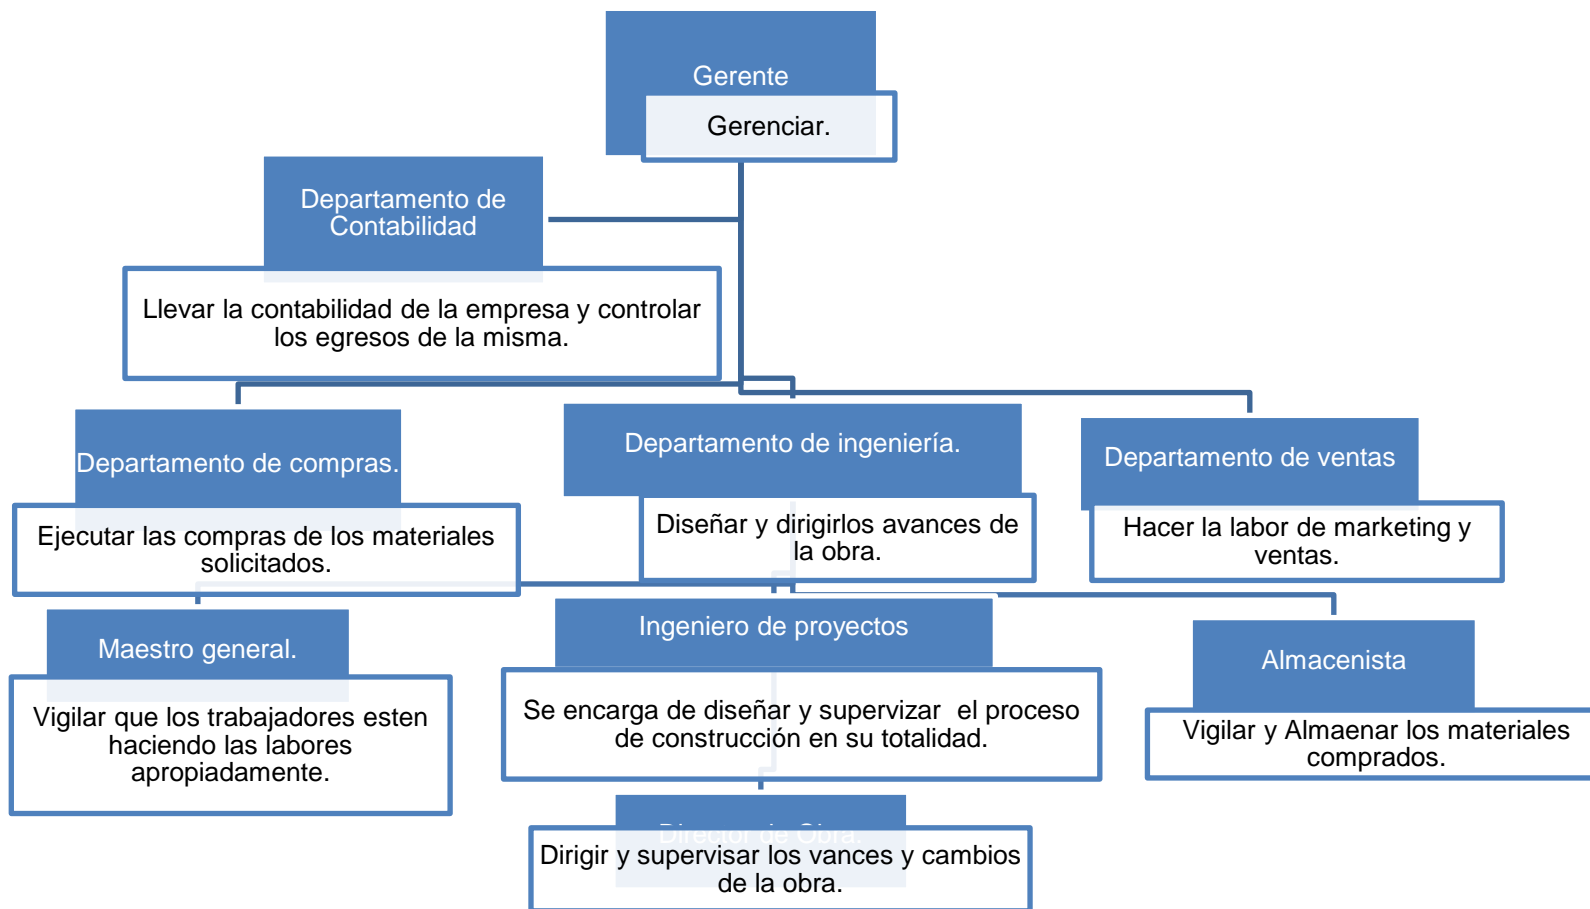 Gerente
Gerenciar.
Departamento de
Contabilidad
Llevar la contabilidad de la empresa y controlar
los egresos de la misma.
Departamento de compras.
Ejecutar las compras de los materiales
solicitados.
Departamento de ingeniería.
Diseñar y dirigirlos avances de
la obra.
Departamento de ventas
Hacer la labor de marketing y
ventas.
Maestro general.
Vigilar que los trabajadores esten
haciendo las labores
apropiadamente.
Ingeniero de proyectos
Se encarga de diseñar y supervizar  el proceso
de construcción en su totalidad.
Almacenista
Vigilar y Almaenar los materiales
comprados.
Director de Obra.
Dirigir y supervisar los vances y cambios
de la obra.